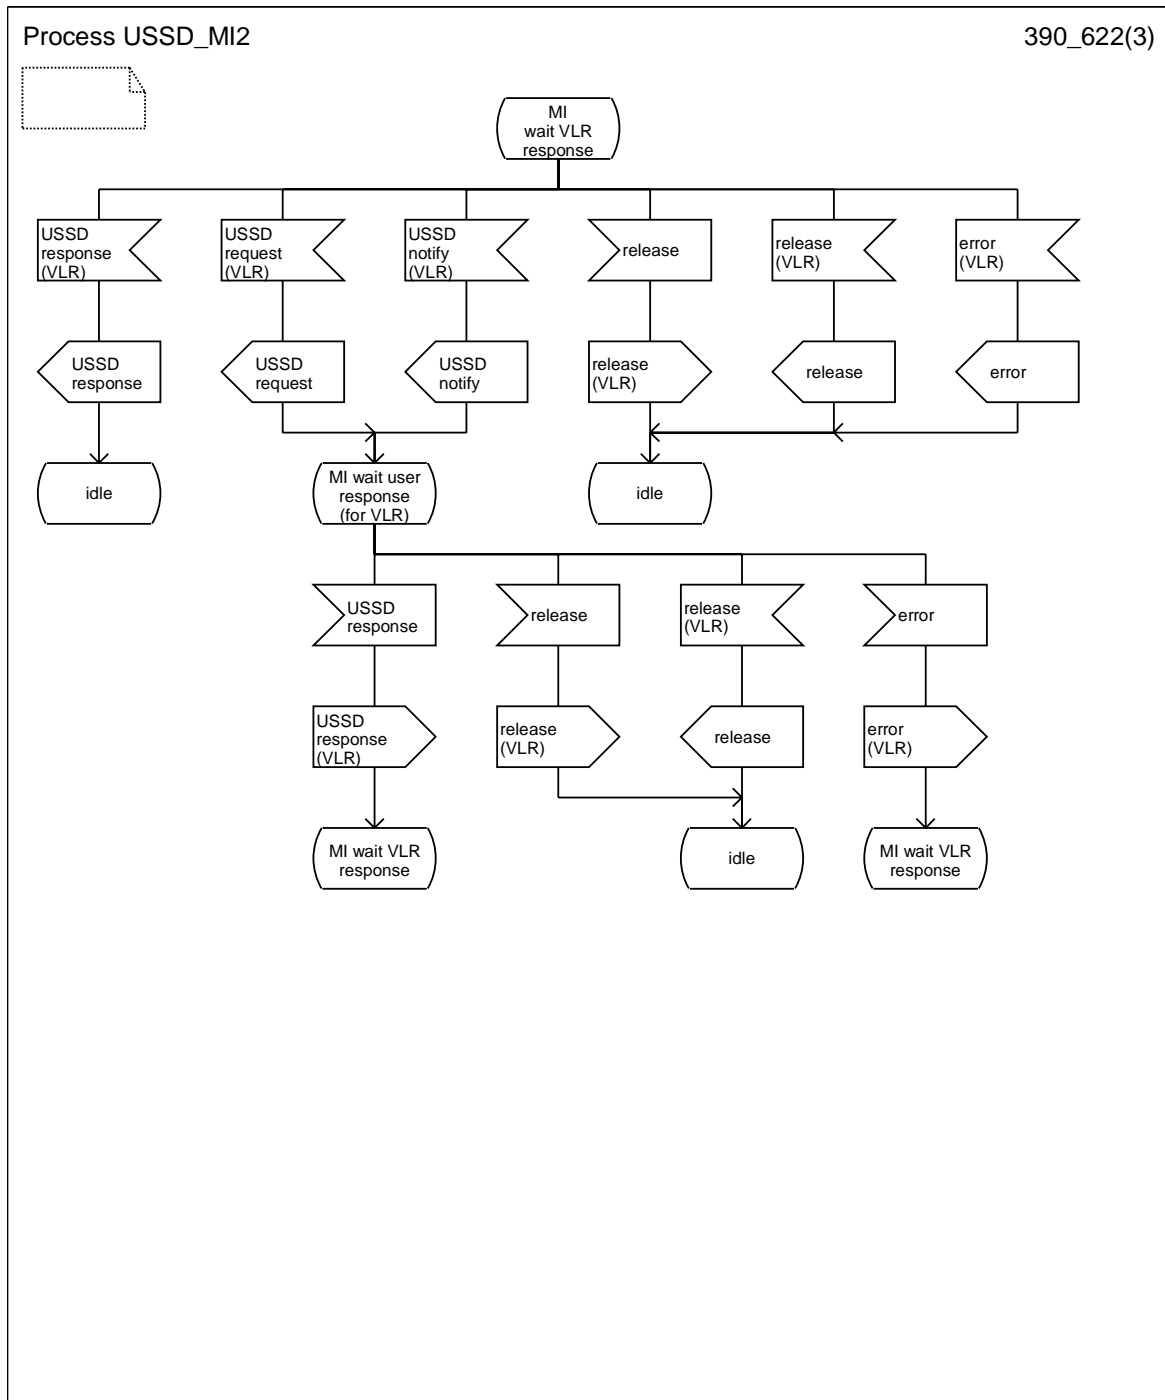 Process USSD_MI2
390_622(3)
MI
wait VLR
response
USSD
response
(VLR)
USSD
request
(VLR)
USSD
notify
(VLR)
release
release
(VLR)
error
(VLR)
USSD
response
USSD
request
USSD
notify
release
(VLR)
release
error
idle
MI wait user
response
(for VLR)
idle
USSD
response
release
release
(VLR)
error
USSD
response
(VLR)
release
(VLR)
release
error
(VLR)
MI wait VLR
response
idle
MI wait VLR
response